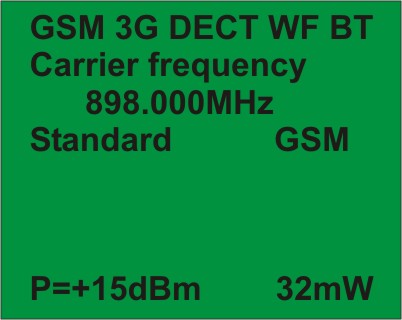 GSM 3G DECT WF BT
Carrier frequency
898.000MHz
Standard GSM
P=+15dBm 32mW